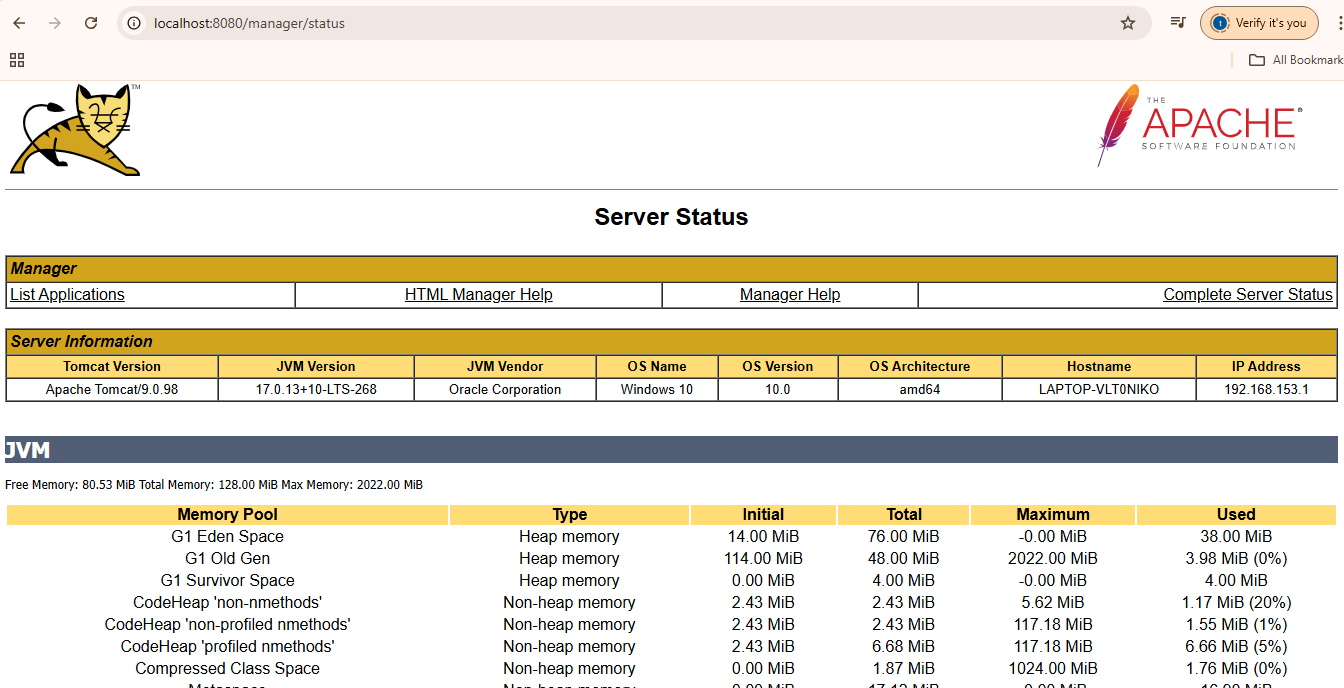 localhost:8080/manager/status
Verify it's you
All Bookmark
TM
THE
APACHE®
SOFTWARE FOUNDATION
Server Status
Manager
List Applications HTML Manager Help Manager Help Complete Server Status
Server Information
Tomcat Version JVM Version JVM Vendor OS Name OS Version OS Architecture Hostname IP Address
Apache Tomcat/9.0.98 17.0.13+10-LTS-268 Oracle Corporation Windows 10 10.0 amd64 LAPTOP-VLT0NIKO 192.168.153.1
JVM
Free Memory: 80.53 MiB Total Memory: 128.00 MiB Max Memory: 2022.00 MiB
Memory Pool Type Initial Total Maximum Used
G1 Eden Space Heap memory 14.00 MiB 76.00 MiB -0.00 MiB 38.00 MiB
G1 Old Gen Heap memory 114.00 MiB 48.00 MiB 2022.00 MiB 3.98 MiB (0%)
G1 Survivor Space Heap memory 0.00 MiB 4.00 MiB -0.00 MiB 4.00 MiB
CodeHeap 'non-nmethods' Non-heap memory 2.43 MiB 2.43 MiB 5.62 MiB 1.17 MiB (20%)
CodeHeap 'non-profiled nmethods' Non-heap memory 2.43 MiB 2.43 MiB 117.18 MiB 1.55 MiB (1%)
CodeHeap 'profiled nmethods' Non-heap memory 2.43 MiB 6.68 MiB 117.18 MiB 6.66 MiB (5%)
Compressed Class Space Non-heap memory 0.00 MiB 1.87 MiB 1024.00 MiB 1.76 MiB (0%)
Metaspace Non-heap memory 0.00 MiB